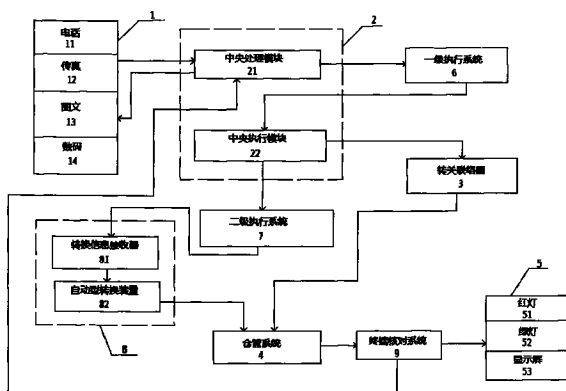 1
电话
11
传真
12
图文
13
数码
14
2
中央处理模块
21
一级执行系统
6
中央执行模块
22
转关联络器
3
二级执行系统
7
转换信息接收器
81
自动型转换装置
82
8
仓管系统
4
终端核对系统
9
5
红灯
51
绿灯
52
显示屏
53